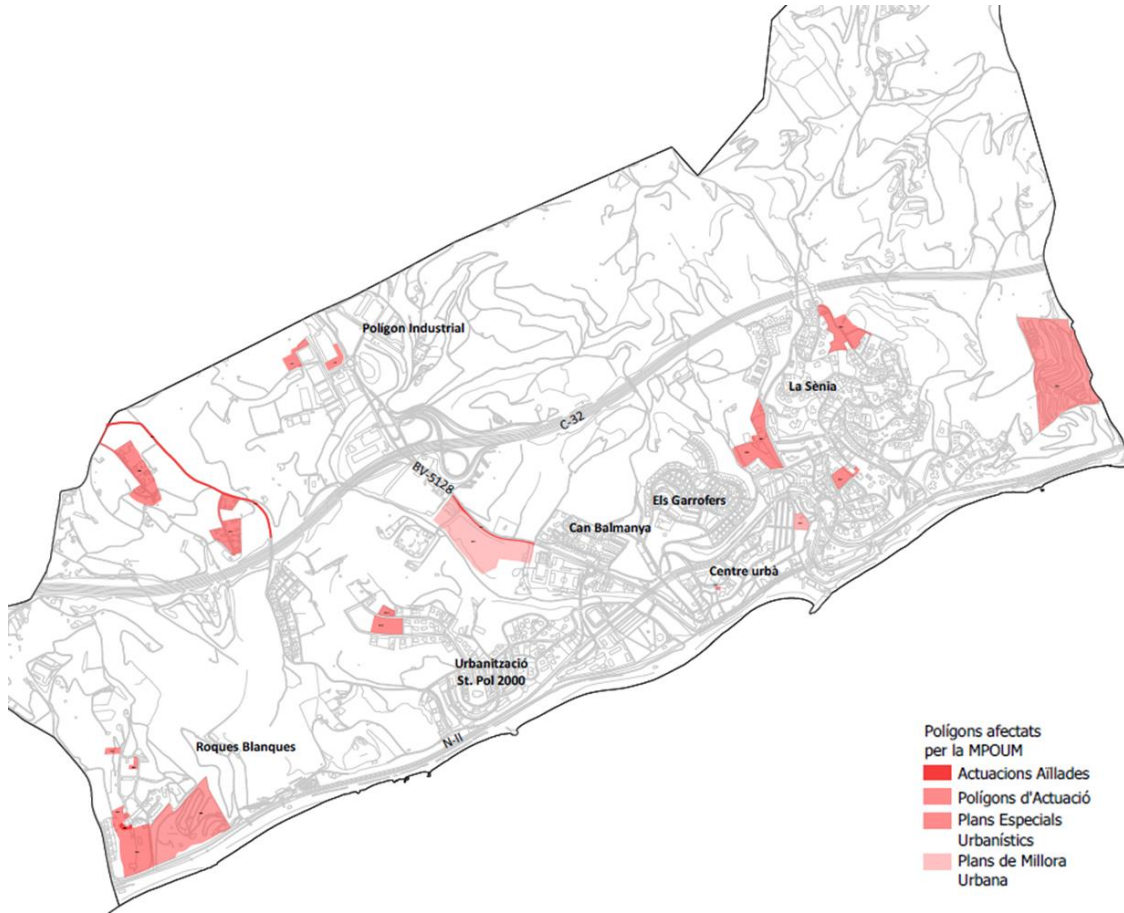 Polígon Industrial
La Sènia
C-32
BV-5128
Els Garrofers
Can Balmanya
Centre urbà
Urbanització
St. Pol 2000
Roques Blanques
N-II
Polígons afectats
per la MPOUM
Actuacions Aïllades
Polígons d'Actuació
Plans Especials
Urbanístics
Plans de Millora
Urbana